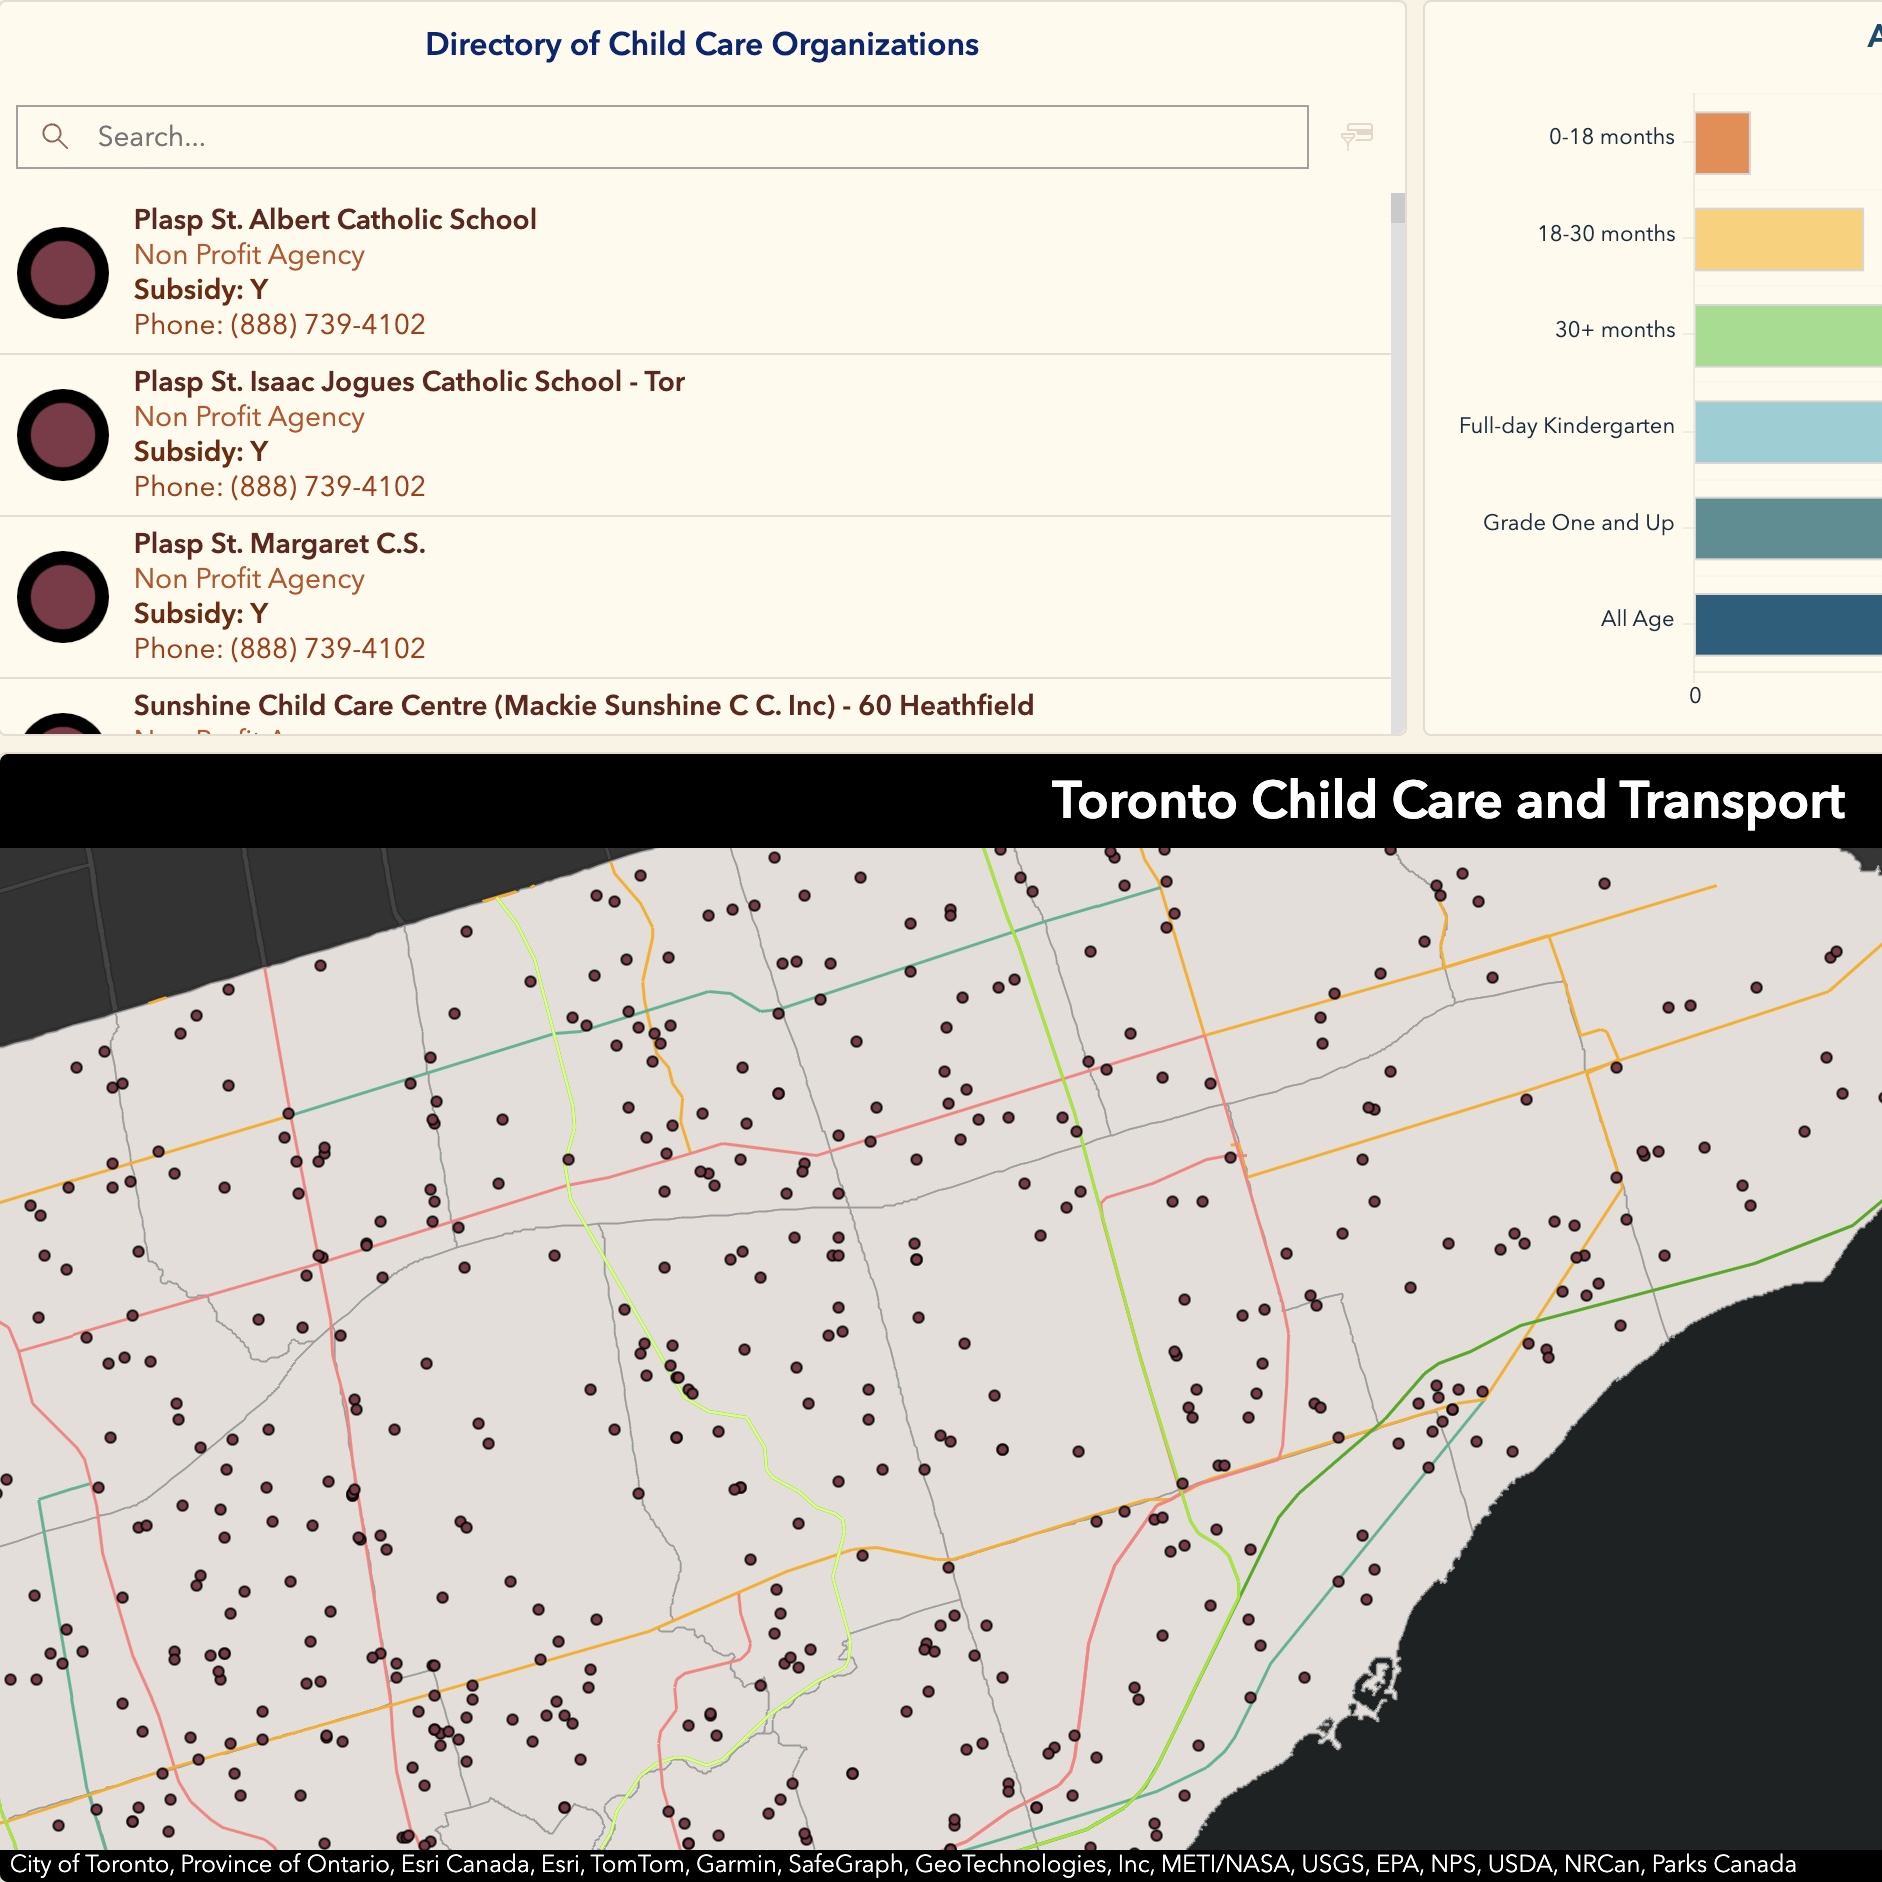 Directory of Child Care Organizations
Search...
Plasp St. Albert Catholic School
Non Profit Agency
Subsidy: Y
Phone: (888) 739-4102
Plasp St. Isaac Jogues Catholic School - Tor
Non Profit Agency
Subsidy: Y
Phone: (888) 739-4102
Plasp St. Margaret C.S.
Non Profit Agency
Subsidy: Y
Phone: (888) 739-4102
Sunshine Child Care Centre (Mackie Sunshine C C. Inc) - 60 Heathfield
0-18 months
18-30 months
30+ months
Full-day Kindergarten
Grade One and Up
All Age
0
Toronto Child Care and Transport
City of Toronto, Province of Ontario, Esri Canada, Esri, TomTom, Garmin, SafeGraph, GeoTechnologies, Inc, METI/NASA, USGS, EPA, NPS, USDA, NRCan, Parks Canada